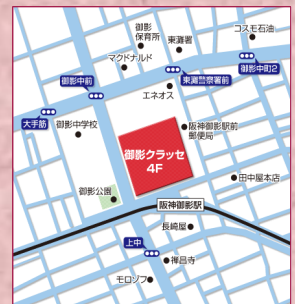 コスモ石油
御影
保育所
東灘署
マクドナルド
御影中町2
御影中前
東灘警察署前
エネオス
大手筋
御影中学校
阪神御影駅前
郵便局
御影クラッセ
4F
田中屋本店
御影公園
阪神御影駅
長崎屋
上中
禅昌寺
モロゾフ